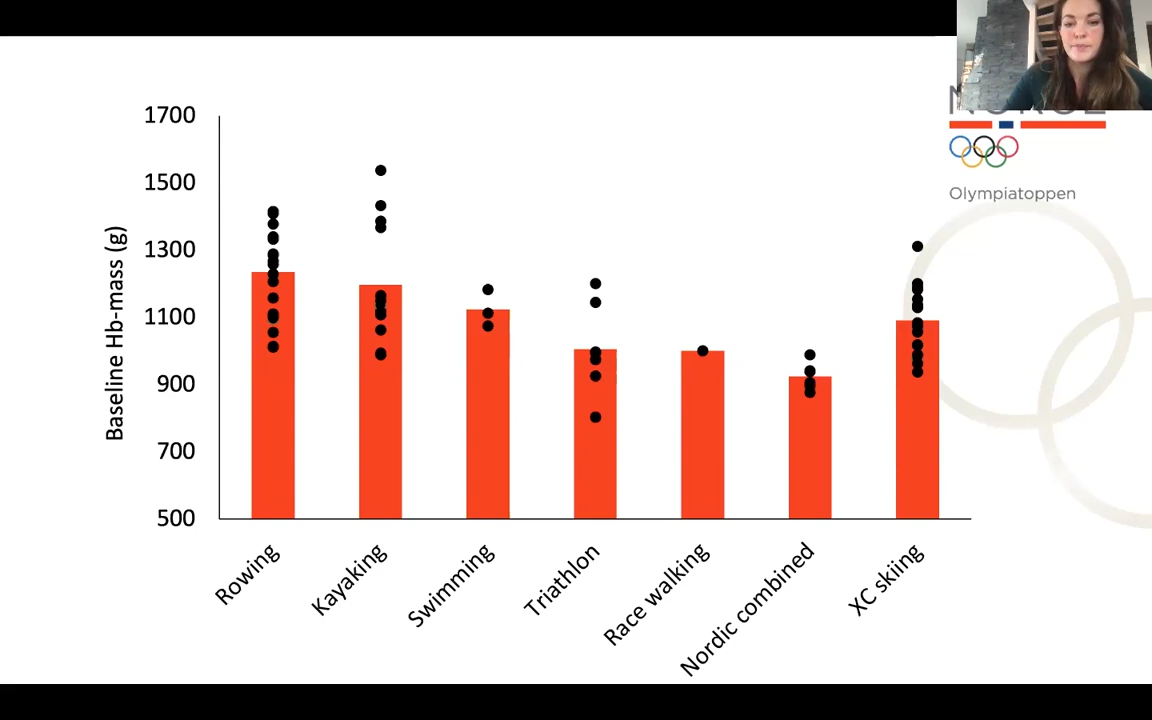 1700
1500
1300
1100
900
700
500
Baseline Hb-mass (g)
Rowing
Kayaking
Swimming
Triathlon
Race walking
Nordic combined
XC skiing
Olympiatoppen